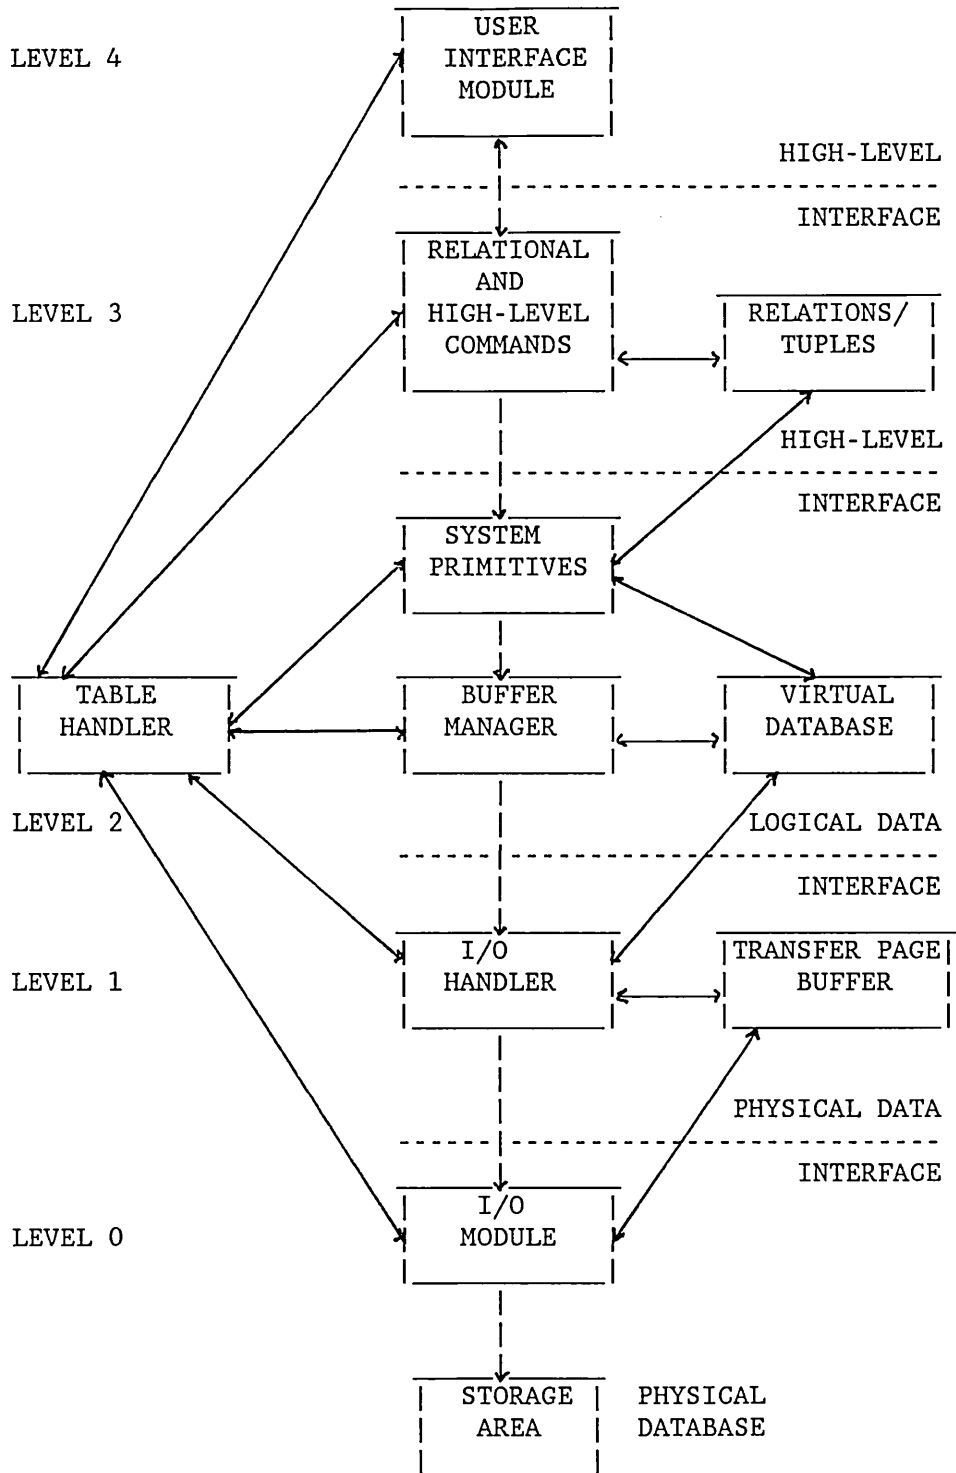 USER
LEVEL 4
INTERFACE
MODULE
HIGH-LEVEL
INTERFACE
RELATIONAL
AND
LEVEL 3
HIGH-LEVEL
RELATIONS/
COMMANDS
TUPLES
HIGH-LEVEL
INTERFACE
SYSTEM
PRIMITIVES
TABLE
HANDLER
BUFFER
MANAGER
VIRTUAL
DATABASE
LEVEL 2
LOGICAL DATA
INTERFACE
I/O
HANDLER
TRANSFER PAGE
BUFFER
LEVEL 1
PHYSICAL DATA
INTERFACE
I/O
MODULE
LEVEL 0
STORAGE
AREA
PHYSICAL
DATABASE